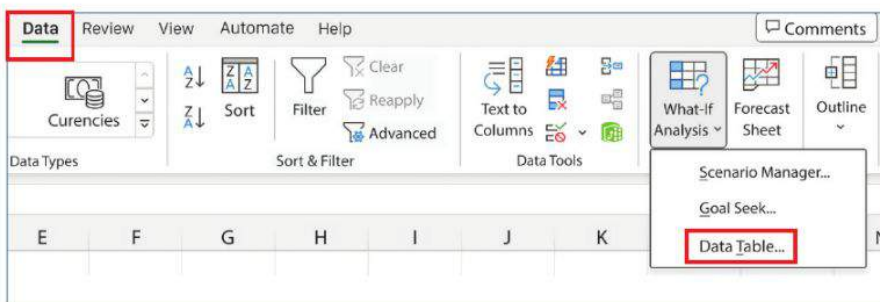 Data Review View Automate Help Comments
Clear
Reapply
Advanced
Curencies
Sort
Filter
Text to
Columns
What-If
Analysis
Forecast
Sheet
Outline
Data Types
Sort & Filter
Data Tools
Scenario Manager...
Goal Seek...
Data Table...
E F G H I J K